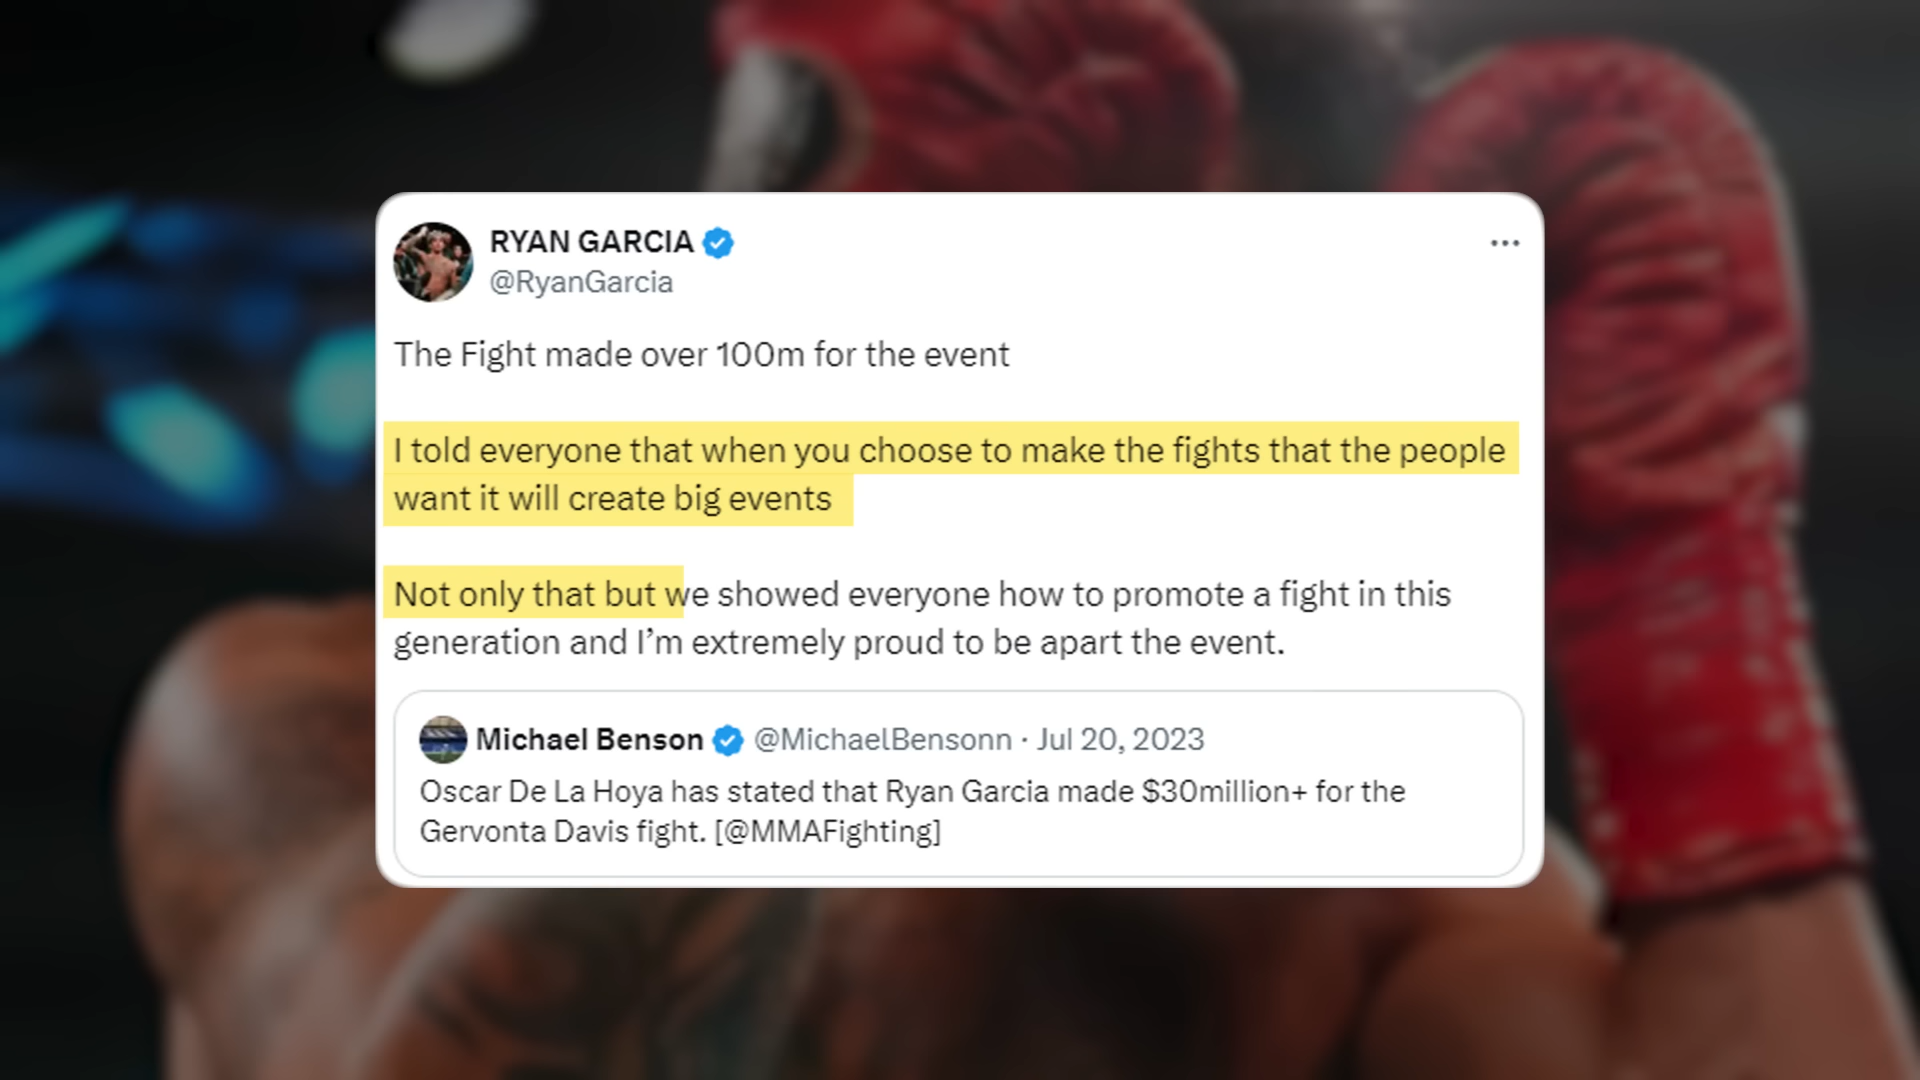 RYAN GARCIA
@RyanGarcia
The Fight made over 100m for the event
I told everyone that when you choose to make the fights that the people
want it will create big events
Not only that but we showed everyone how to promote a fight in this
generation and I’m extremely proud to be apart the event.
Michael Benson @MichaelBensonn · Jul 20, 2023
Oscar De La Hoya has stated that Ryan Garcia made $30million+ for the
Gervonta Davis fight. [@MMAFighting]